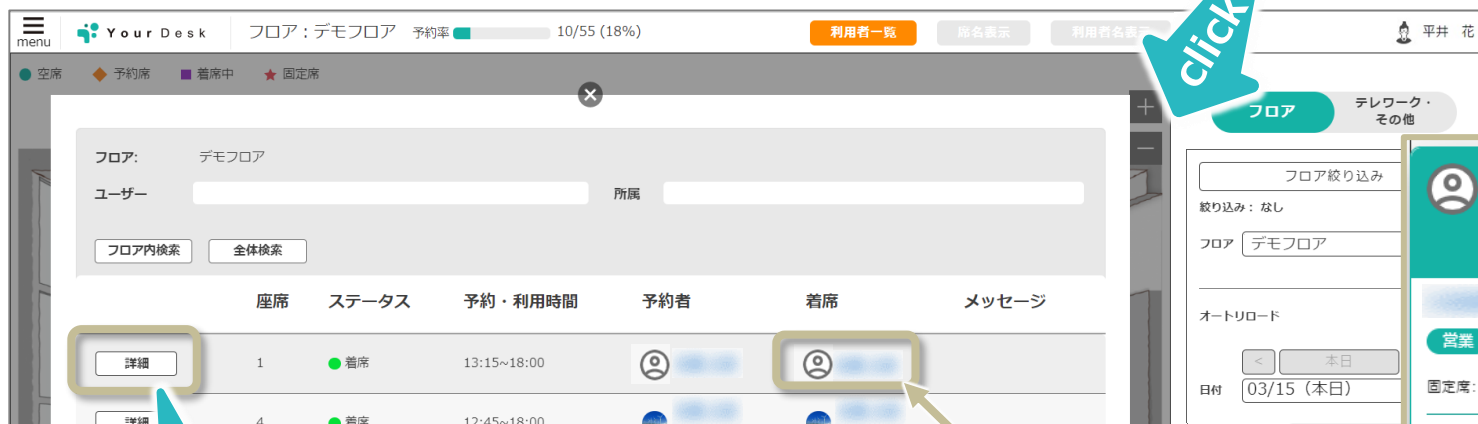 menu
Your Desk
フロア：デモフロア 予約率 10/55 (18%)
利用者一覧
席名表示
利用者名表示
click
平井 花
空席 予約席 着席中 固定席
+
−
フロア: デモフロア
ユーザー 所属
フロア内検索 全体検索
座席 ステータス 予約・利用時間 予約者 着席 メッセージ
詳細 1 着席 13:15~18:00
詳細 4 着席 12:45~18:00
フロア
テレワーク・
その他
フロア絞り込み
絞り込み： なし
フロア デモフロア
オートリロード
< 本日
日付 03/15（本日）
営業
固定席: